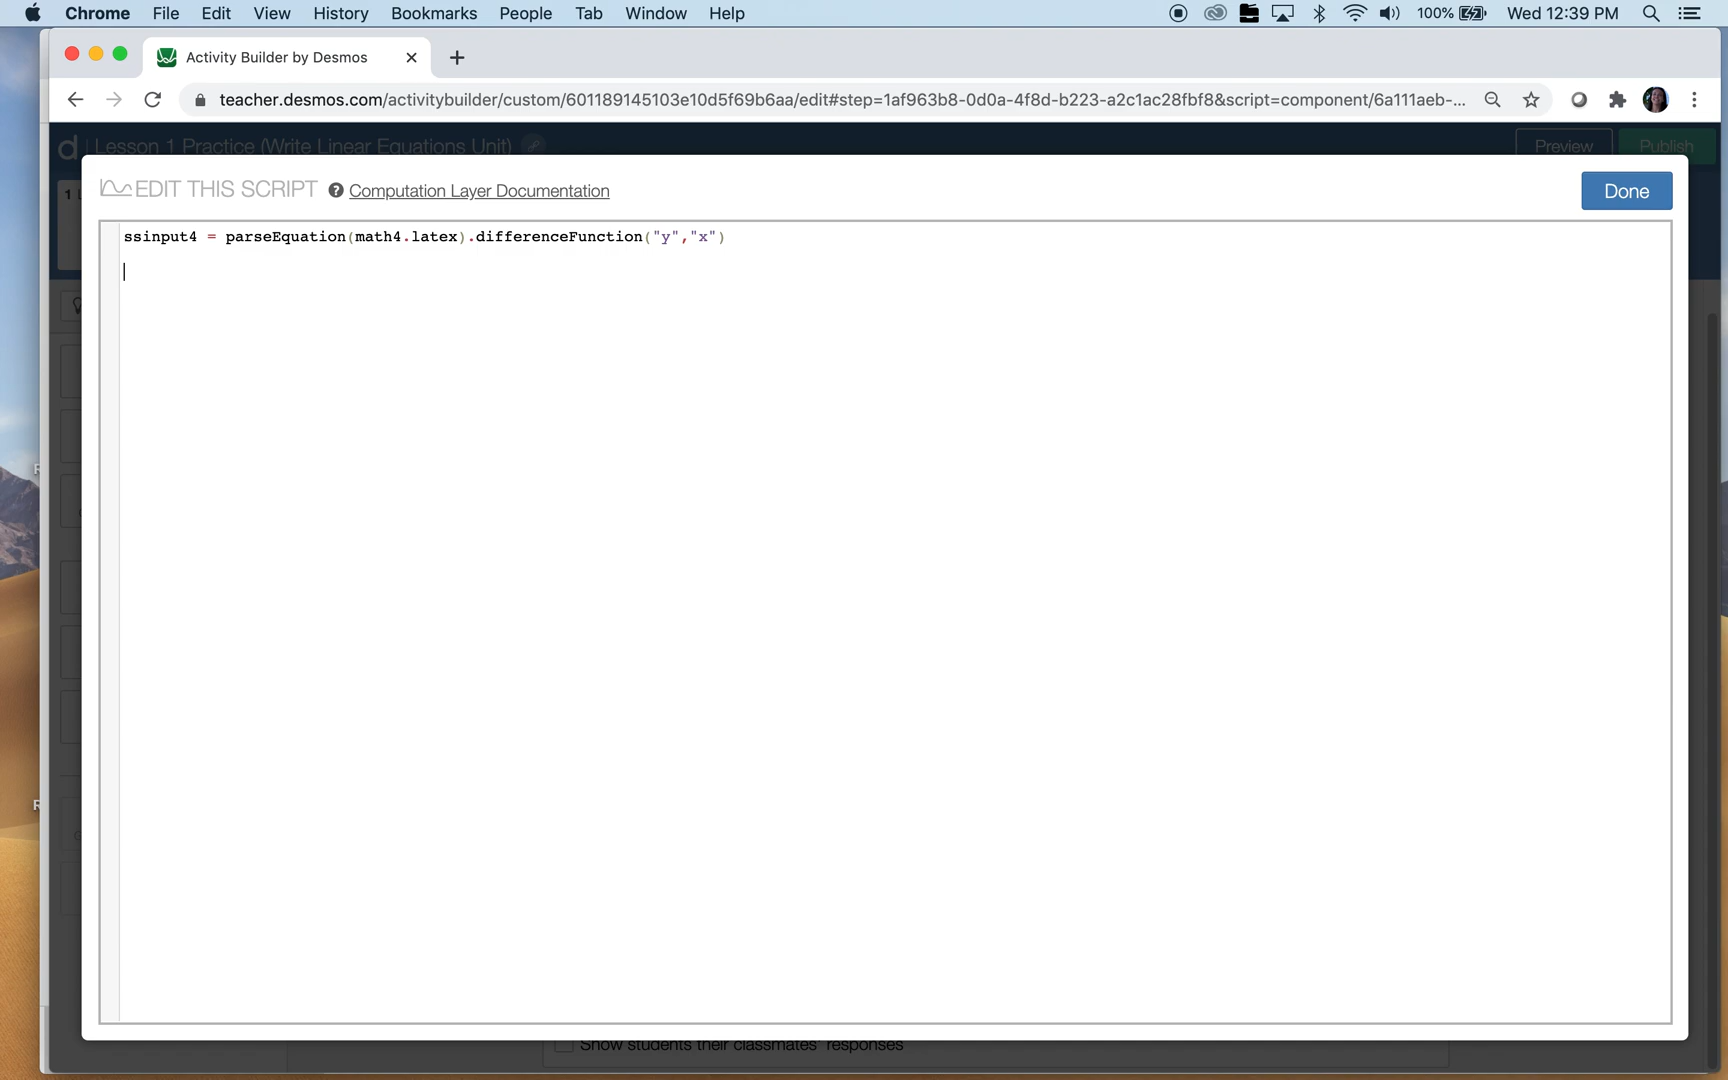 Chrome File Edit View History Bookmarks People Tab Window Help 100% Wed 12:39 PM
Activity Builder by Desmos
teacher.desmos.com/activitybuilder/custom/601189145103e10d5f69b6aa/edit#step=1af963b8-0d0a-4f8d-b223-a2c1ac28fbf8&script=component/6a111aeb-...
d | Lesson 1 Practice (Write Linear Equations Unit) Preview Publish
1
EDIT THIS SCRIPT ? Computation Layer Documentation Done
ssinput4 = parseEquation(math4.latex).differenceFunction("y","x")
R
R
Show students their classmates' responses